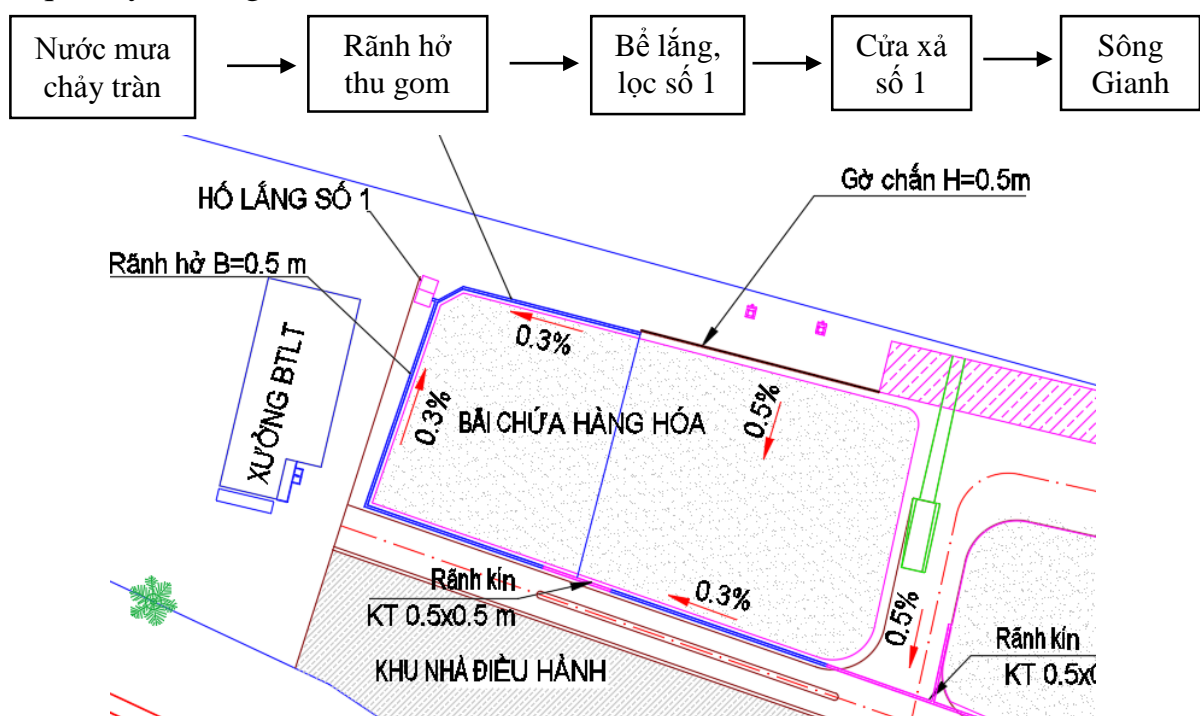 Nước mưa
chảy tràn
Rãnh hở
thu gom
Bể lắng,
lọc số 1
Cửa xả
số 1
Sông
Gianh
Gờ chắn H=0.5m
HỐ LẮNG SỐ 1
Rãnh hở B=0.5 m
0.3%
XƯỞNG BTLT
0.3%
BÃI CHỨA HÀNG HÓA
0.5%
Rãnh kín
KT 0.5x0.5 m
0.3%
0.5%
Rãnh kín
KT 0.5x0
KHU NHÀ ĐIỀU HÀNH